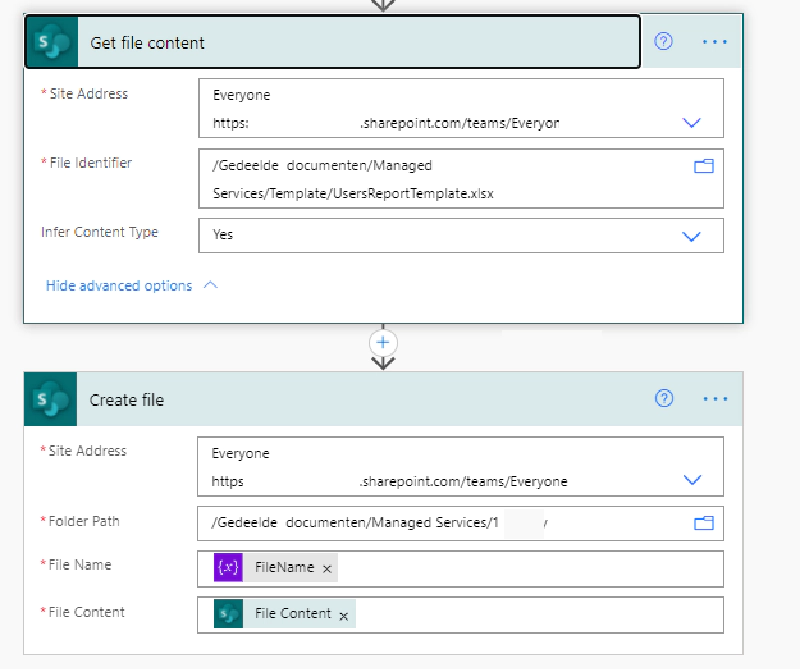 Get file content
* Site Address
Everyone
https: .sharepoint.com/teams/Everyor
* File Identifier
/Gedeelde documenten/Managed
Services/Template/UsersReportTemplate.xlsx
Infer Content Type
Yes
Hide advanced options
Create file
* Site Address
Everyone
https .sharepoint.com/teams/Everyone
* Folder Path
/Gedeelde documenten/Managed Services/1
* File Name
{x} FileName ×
* File Content
File Content ×